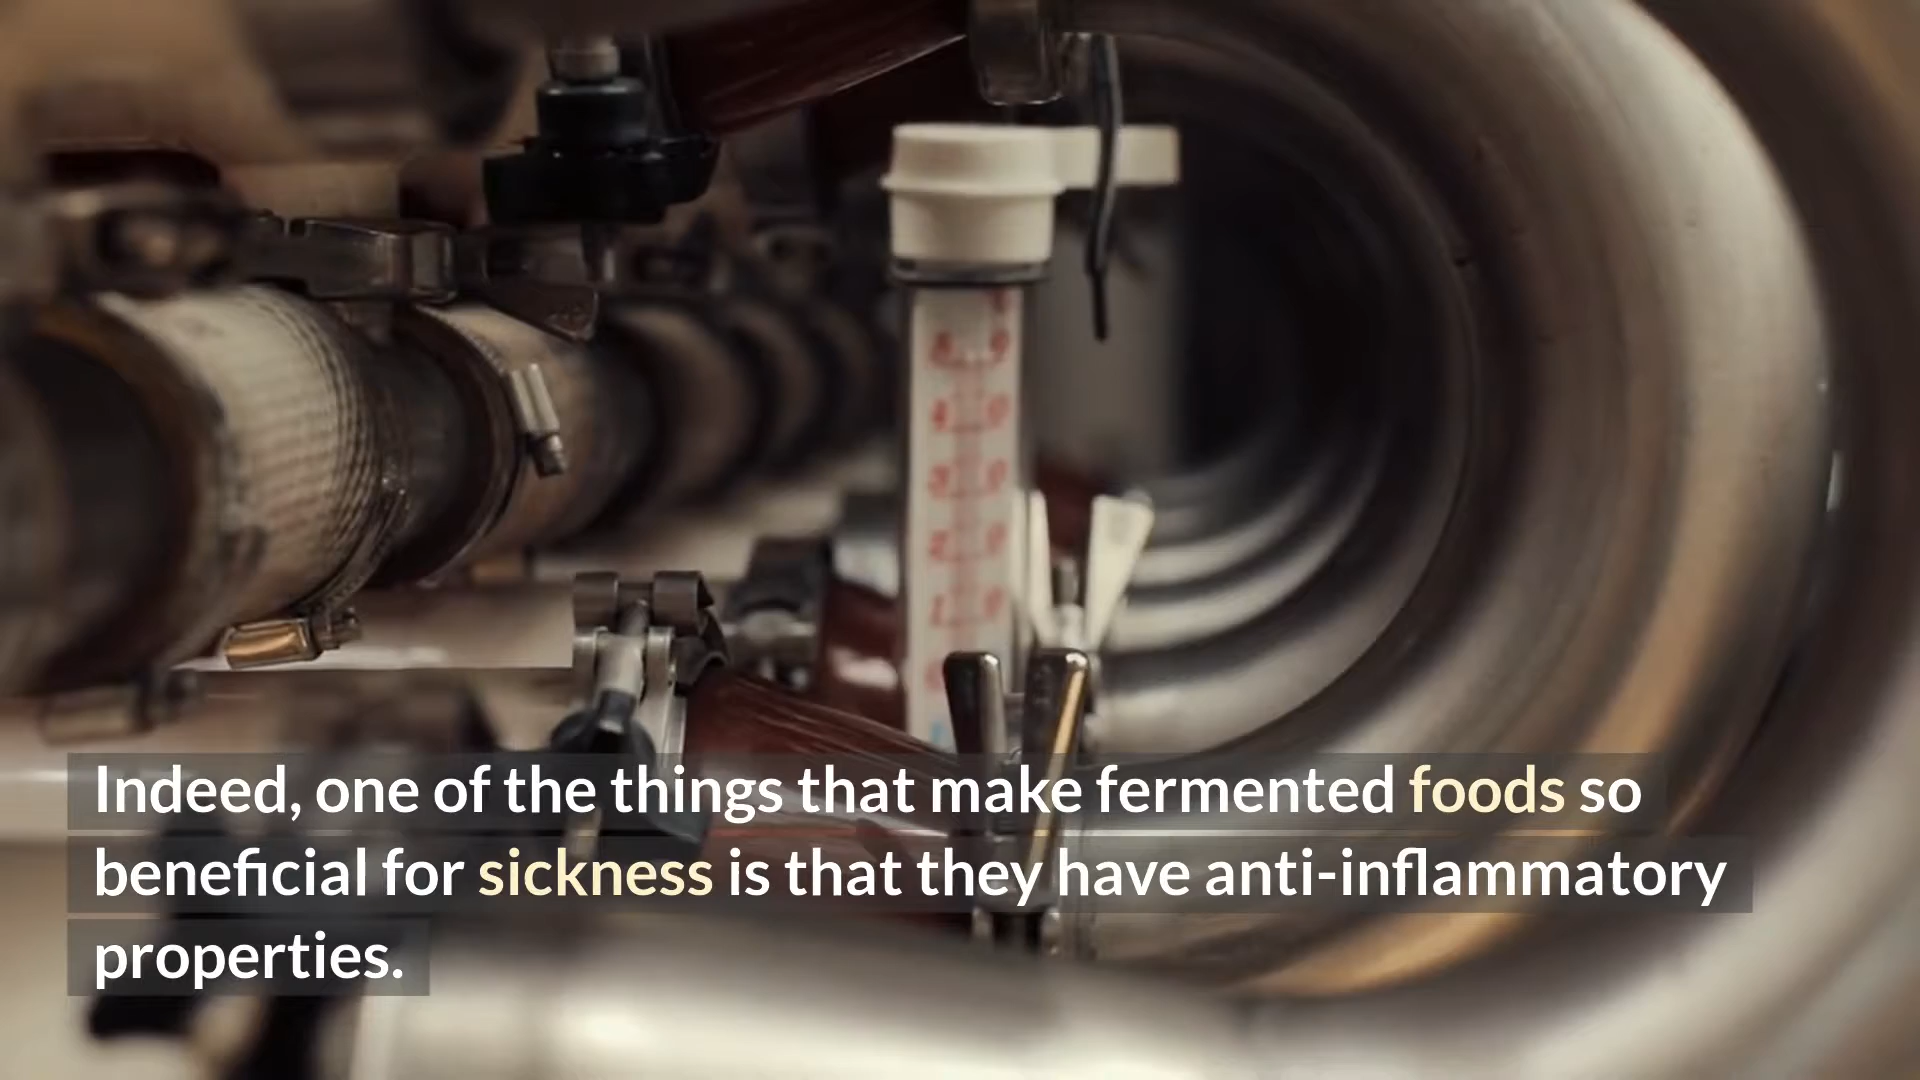 Indeed, one of the things that make fermented foods so
beneficial for sickness is that they have anti-inflammatory
properties.